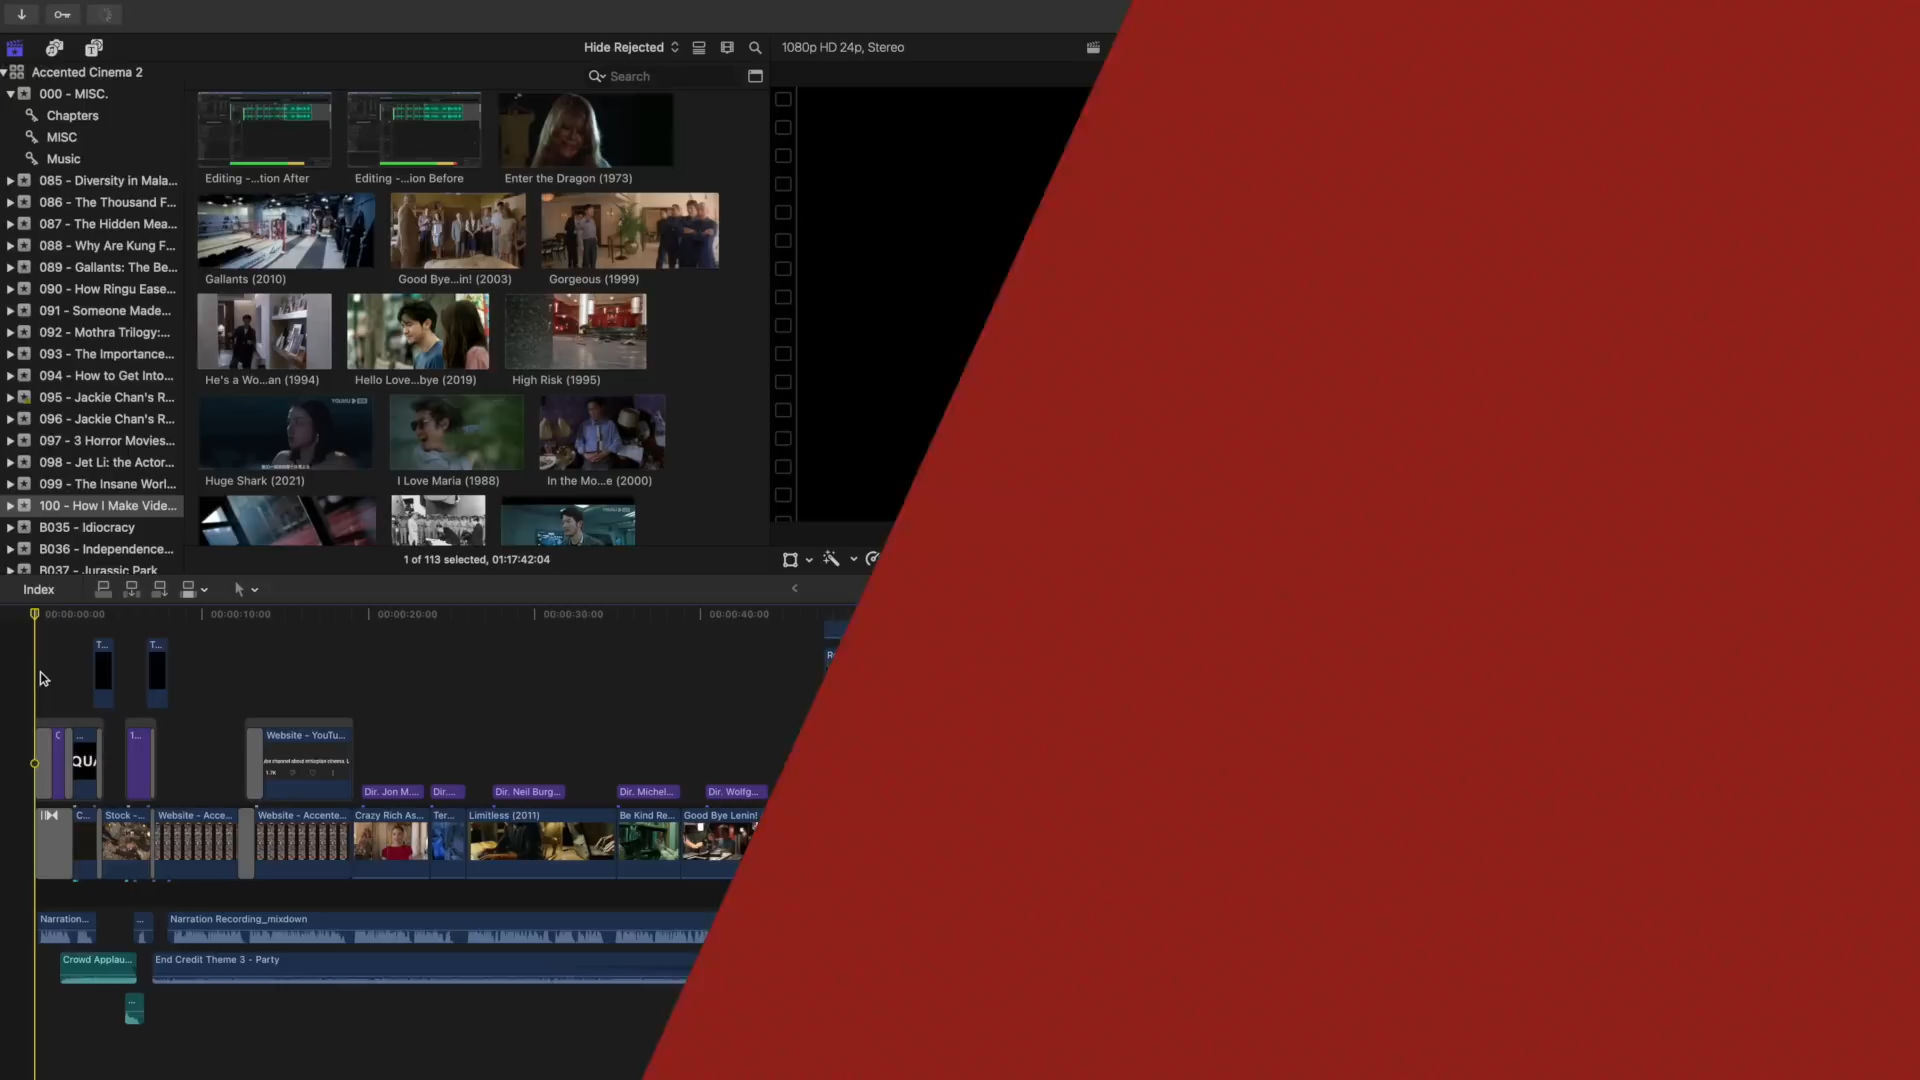 Hide Rejected
1080p HD 24p, Stereo
Accented Cinema 2
Search
000 - MISC.
Chapters
MISC
Music
085 - Diversity in Mala...
086 - The Thousand F...
087 - The Hidden Mea...
088 - Why Are Kung F...
089 - Gallants: The Be...
090 - How Ringu Ease...
091 - Someone Made...
092 - Mothra Trilogy:...
093 - The Importance...
094 - How to Get Into...
095 - Jackie Chan's R...
096 - Jackie Chan's R...
097 - 3 Horror Movies...
098 - Jet Li: the Actor...
099 - The Insane Worl...
100 - How I Make Vide...
B035 - Idiocracy
B036 - Independence...
B037 - Jurassic Park
Editing -...tion After
Editing -...ion Before
Enter the Dragon (1973)
Gallants (2010)
Good Bye...in! (2003)
Gorgeous (1999)
He's a Wo...an (1994)
Hello Love...bye (2019)
High Risk (1995)
Huge Shark (2021)
I Love Maria (1988)
In the Mo...e (2000)
1 of 113 selected, 01:17:42:04
Index
00:00:00:00
00:00:10:00
00:00:20:00
00:00:30:00
00:00:40:00
T...
T...
C
...
1...
QUA
Website - YouTu...
1.7K
Dir. Jon M....
Dir....
Dir. Neil Burg...
Dir. Michel...
Dir. Wolfg...
C...
Stock -...
Website - Acce...
Website - Accente...
Crazy Rich As...
Ter...
Limitless (2011)
Be Kind Re...
Good Bye Lenin!
Narration...
...
Narration Recording_mixdown
Crowd Applau...
End Credit Theme 3 - Party
...